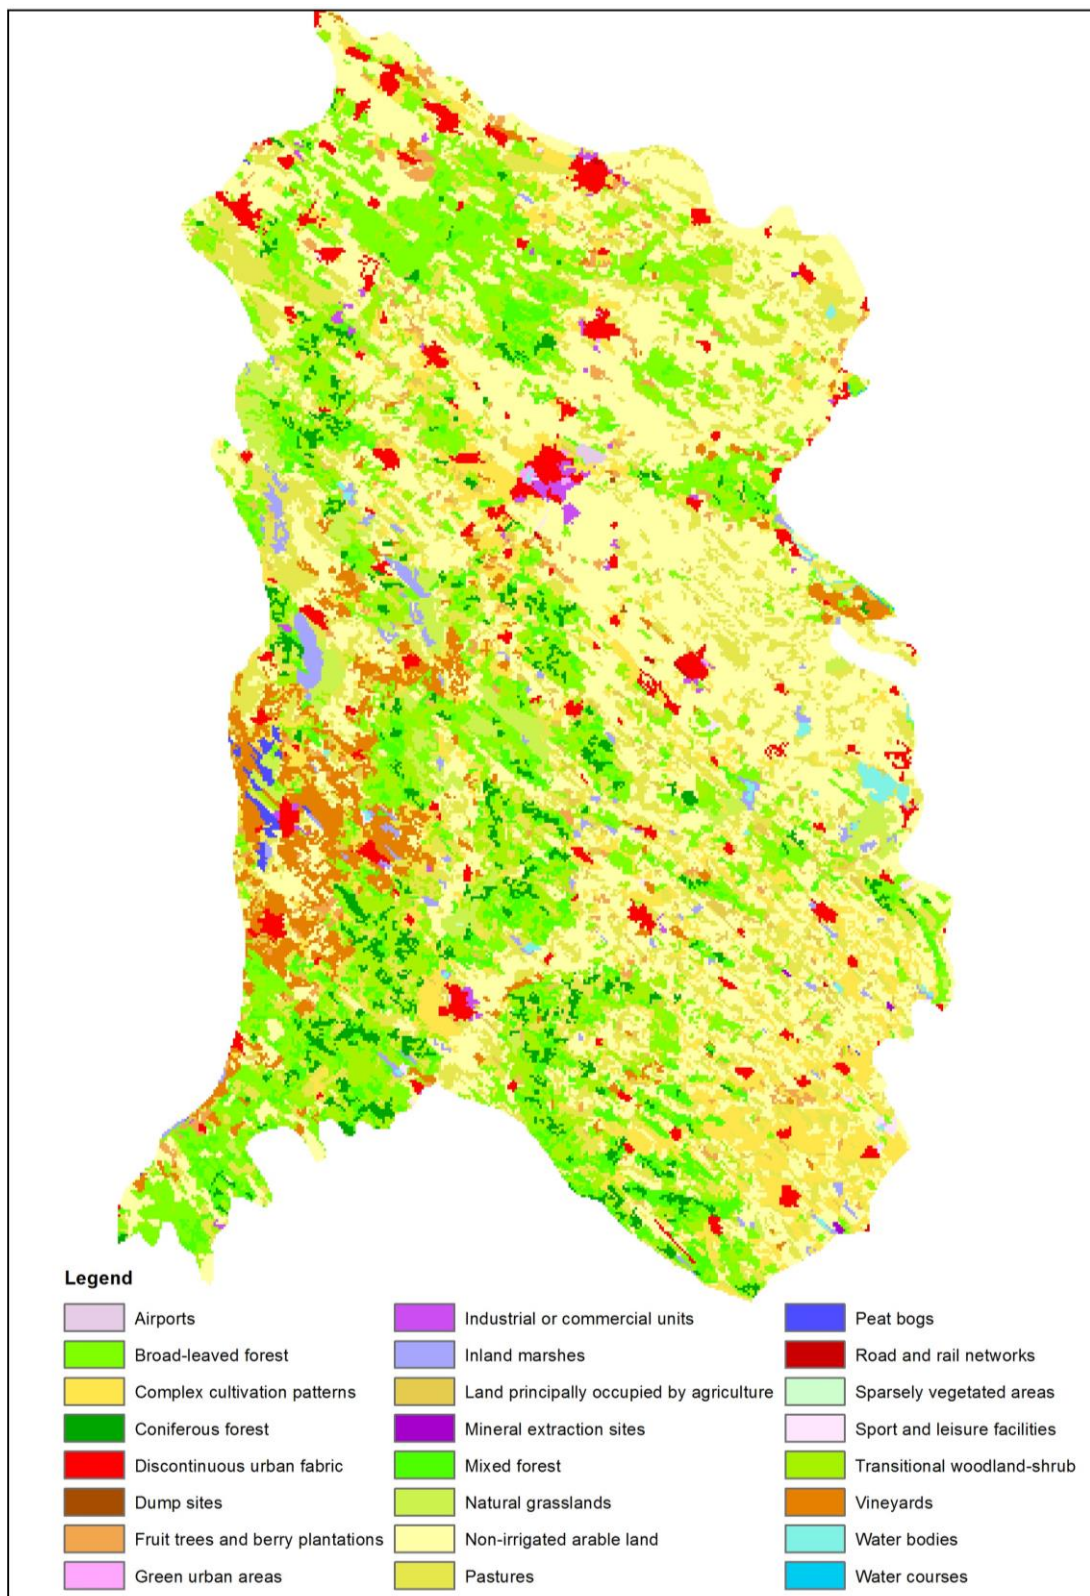 Legend
Airports
Broad-leaved forest
Complex cultivation patterns
Coniferous forest
Discontinuous urban fabric
Dump sites
Fruit trees and berry plantations
Green urban areas
Industrial or commercial units
Inland marshes
Land principally occupied by agriculture
Mineral extraction sites
Mixed forest
Natural grasslands
Non-irrigated arable land
Pastures
Peat bogs
Road and rail networks
Sparsely vegetated areas
Sport and leisure facilities
Transitional woodland-shrub
Vineyards
Water bodies
Water courses